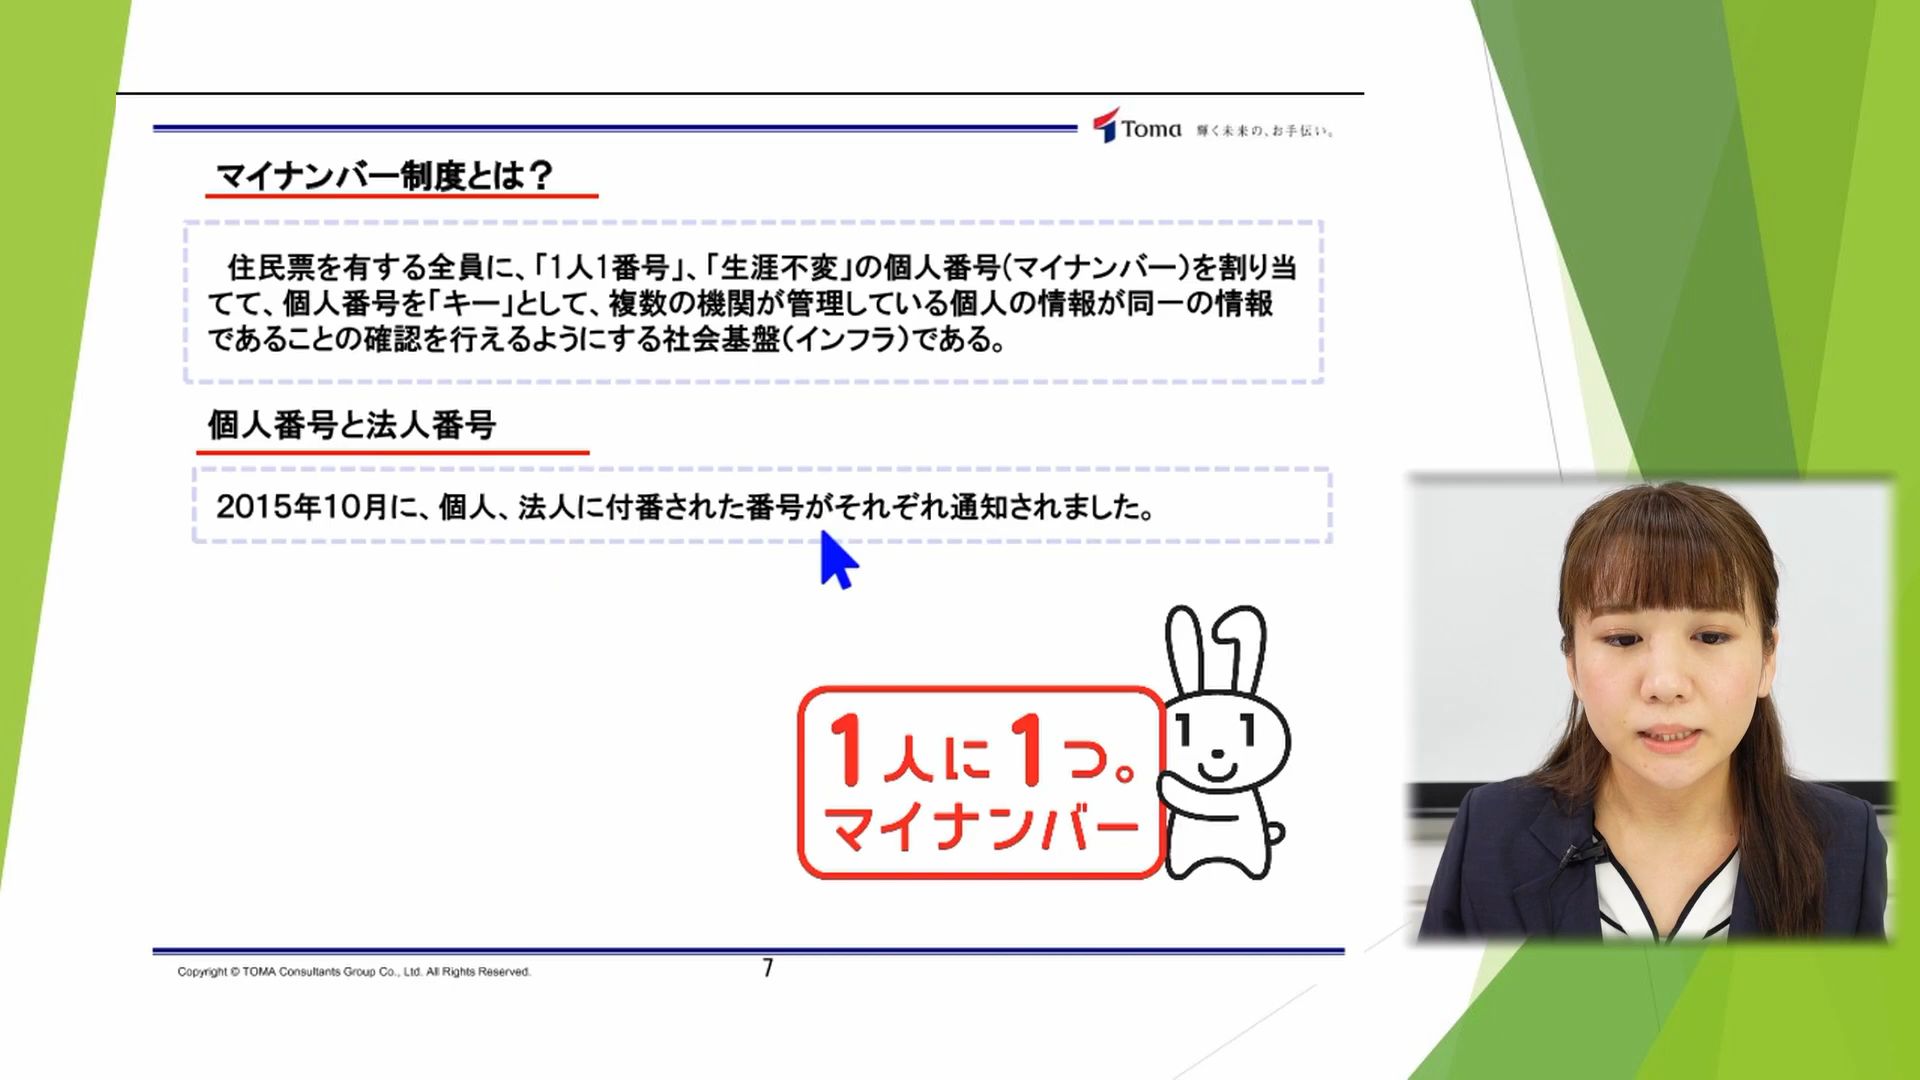 Toma 輝く未来の、お手伝い。
マイナンバー制度とは？
住民票を有する全員に、「1人1番号」、「生涯不変」の個人番号(マイナンバー)を割り当
てて、個人番号を「キー」として、複数の機関が管理している個人の情報が同一の情報
であることの確認を行えるようにする社会基盤(インフラ)である。
個人番号と法人番号
2015年10月に、個人、法人に付番された番号がそれぞれ通知されました。
1人に1つ。
マイナンバー
Copyright © TOMA Consultants Group Co., Ltd. All Rights Reserved.
7